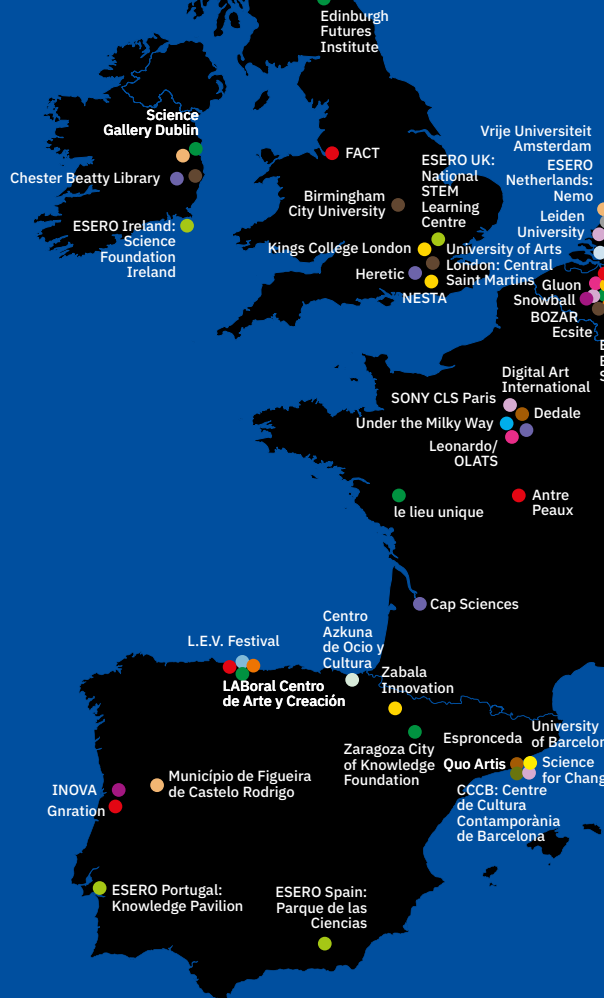 Edinburgh
Futures
Institute
Science
Gallery Dublin
Chester Beatty Library
ESERO Ireland:
Science
Foundation
Ireland
FACT
Birmingham
City University
ESERO UK:
National
STEM
Learning
Centre
Kings College London
University of Arts
London: Central
Saint Martins
Heretic
NESTA
Vrije Universiteit
Amsterdam
ESERO
Netherlands:
Nemo
Leiden
University
Gluon
Snowball
BOZAR
Ecsite
Digital Art
International
SONY CLS Paris
Dedale
Under the Milky Way
Leonardo/
OLATS
le lieu unique
Antre
Peaux
Cap Sciences
Centro
Azkuna
de Ocio y
Cultura
L.E.V. Festival
LABoral Centro
de Arte y Creación
Zabala
Innovation
Zaragoza City
of Knowledge
Foundation
Espronceda
University
of Barcelon
Quo Artis
Science
for Chang
CCCB: Centre
de Cultura
Contamporània
de Barcelona
INOVA
Gnration
Município de Figueira
de Castelo Rodrigo
ESERO Portugal:
Knowledge Pavilion
ESERO Spain:
Parque de las
Ciencias